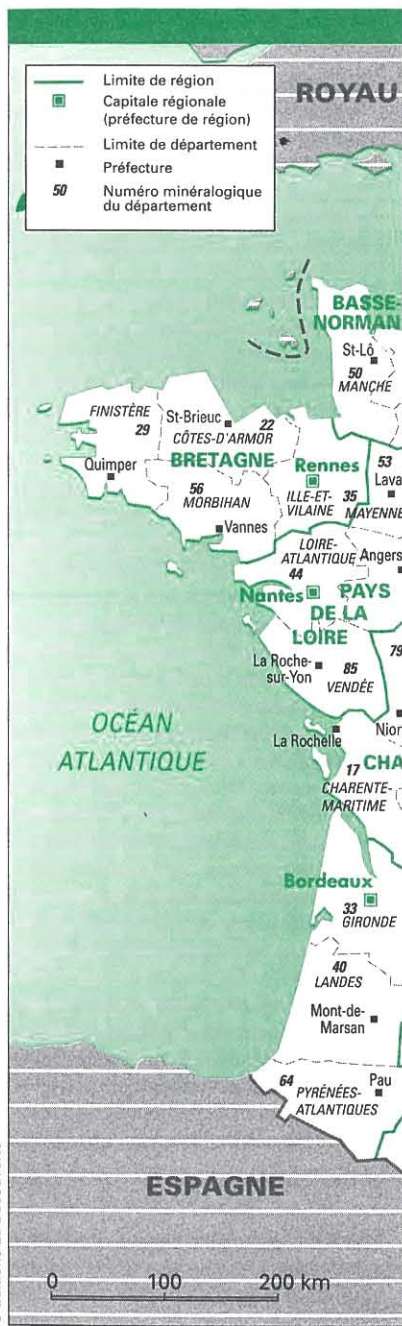 Limite de région
Capitale régionale
(préfecture de région)
Limite de département
Préfecture
50 Numéro minéralogique
du département
ROYAU
BASSE-
NORMAN
St-Lô
50
MANCHE
FINISTÈRE
29
St-Brieuc
22
CÔTES-D'ARMOR
BRETAGNE
Quimper
56
MORBIHAN
Vannes
Rennes
ILLE-ET-
VILAINE
35
53
Lava
MAYENNE
LOIRE-
ATLANTIQUE
44
Angers
Nantes
PAYS
DE LA
LOIRE
La Roche-
sur-Yon
85
VENDÉE
79
Nior
La Rochelle
OCÉAN
ATLANTIQUE
CHA
17
CHARENTE-
MARITIME
Bordeaux
33
GIRONDE
40
LANDES
Mont-de-
Marsan
64
Pau
PYRÉNÉES-
ATLANTIQUES
ESPAGNE
0 100 200 km